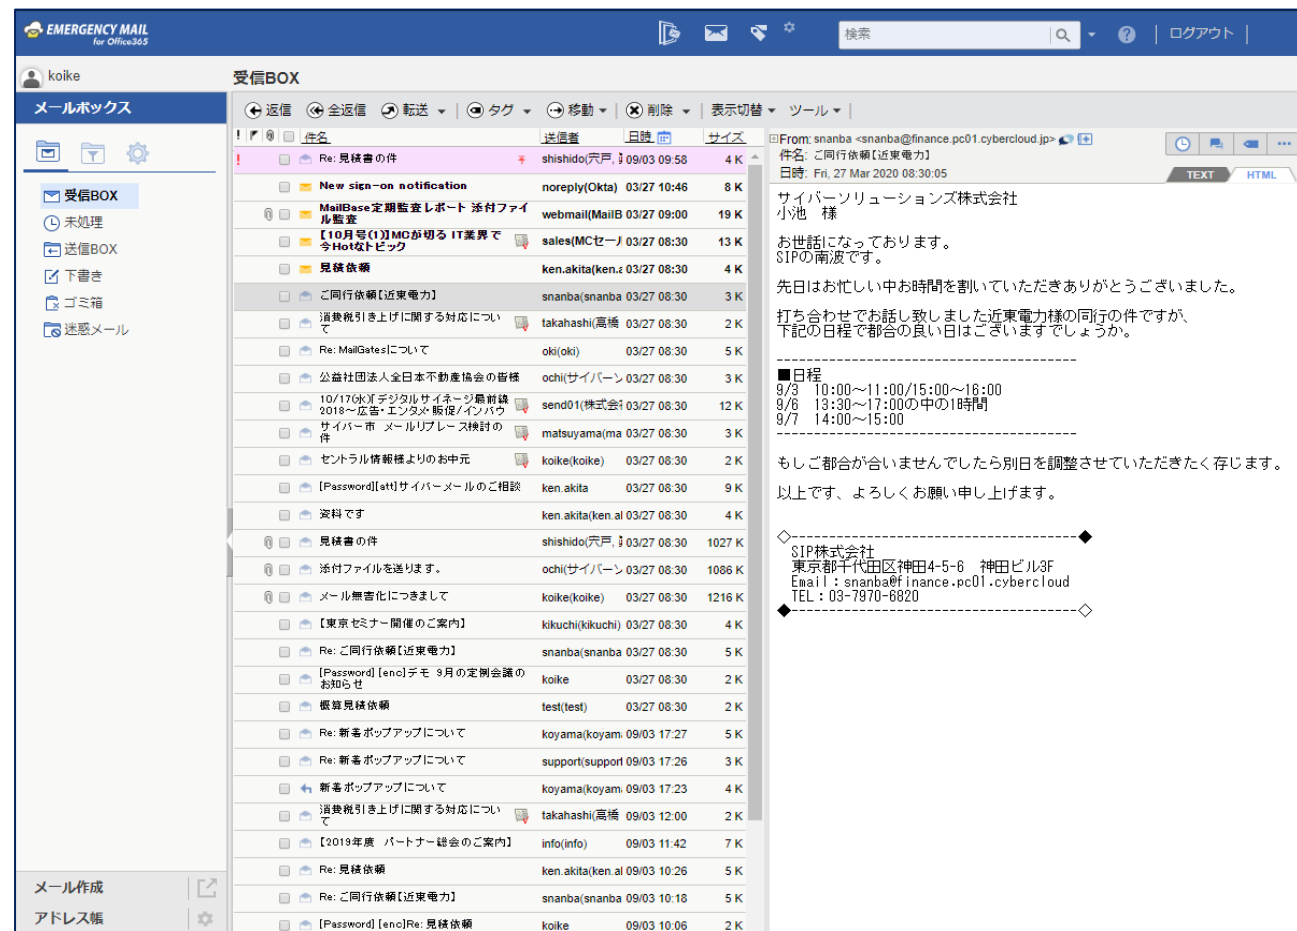 EMERGENCY MAIL
for Office365
検索
ログアウト
koike
受信BOX
メールボックス
返信 全返信 転送 タグ 移動 削除 表示切替 ツール
受信BOX
未処理
送信BOX
下書き
ゴミ箱
迷惑メール
メール作成
アドレス帳
! 件名 送信者 日時 サイズ
! Re: 見積書の件 shishido(宍戸, 09/03 09:58 4 K
New sign-on notification noreply(Okta) 03/27 10:46 8 K
MailBase定期監査レポート 添付ファイ
ル監査 webmail(MailB 03/27 09:00 19 K
【10月号(1)】MCが切る IT業界で
今Hotなトピック sales(MCセー 03/27 08:30 13 K
見積依頼 ken.akita(ken.a 03/27 08:30 4 K
ご同行依頼【近東電力】 snanba(snanba 03/27 08:30 3 K
消費税引き上げに関する対応につい
て takahashi(高橋 03/27 08:30 2 K
Re: MailGatesについて oki(oki) 03/27 08:30 5 K
公益社団法人全日本不動産協会の皆様 ochi(サイバーン 03/27 08:30 3 K
10/17(水)『デジタルサイネージ最前線
2018～広告・エンタメ・販促/インバウ send01(株式会 03/27 08:30 12 K
サイバー市 メールリプレース検討の
件 matsuyama(ma 03/27 08:30 3 K
セントラル情報様よりのお中元 koike(koike) 03/27 08:30 2 K
[Password][att]サイバーメールのご相談 ken.akita 03/27 08:30 9 K
資料です ken.akita(ken.al 03/27 08:30 4 K
見積書の件 shishido(宍戸, 03/27 08:30 1027 K
添付ファイルを送ります。 ochi(サイバーン 03/27 08:30 1086 K
メール無害化につきまして koike(koike) 03/27 08:30 1216 K
【東京セミナー開催のご案内】 kikuchi(kikuchi) 03/27 08:30 4 K
Re: ご同行依頼【近東電力】 snanba(snanba 03/27 08:30 5 K
[Password] [enc]デモ 9月の定例会議の
お知らせ koike 03/27 08:30 2 K
概算見積依頼 test(test) 03/27 08:30 2 K
Re: 新着ポップアップについて koyama(koyam 09/03 17:27 5 K
Re: 新着ポップアップについて support(support 09/03 17:26 3 K
新着ポップアップについて koyama(koyam 09/03 17:23 4 K
消費税引き上げに関する対応につい
て takahashi(高橋 09/03 12:00 2 K
【2019年度 パートナー総会のご案内】 info(info) 09/03 11:42 7 K
Re: 見積依頼 ken.akita(ken.al 09/03 10:26 5 K
Re: ご同行依頼【近東電力】 snanba(snanba 09/03 10:18 5 K
[Password] [enc]Re: 見積依頼 koike 09/03 10:06 2 K
From: snanba <snanba@finance.pc01.cybercloud.jp>
件名: ご同行依頼【近東電力】
日時: Fri, 27 Mar 2020 08:30:05
TEXT HTML
サイバーソリューションズ株式会社
小池 様
お世話になっております。
SIPの南波です。
先日はお忙しい中お時間を割いていただきありがとうございました。
打ち合わせでお話し致しました近東電力様の同行の件ですが、
下記の日程で都合の良い日はございますでしょうか。
--------------------------------------
■日程
9/3 10:00～11:00/15:00～16:00
9/6 13:30～17:00の中の1時間
9/7 14:00～15:00
--------------------------------------
もしご都合が合いませんでしたら別日を調整させていただきたく存じます。
以上です、よろしくお願い申し上げます。
◇------------------------------------◆
SIP株式会社
東京都千代田区神田4-5-6 神田ビル3F
Email：snanba@finance.pc01.cybercloud
TEL：03-7970-6820
◆------------------------------------◇